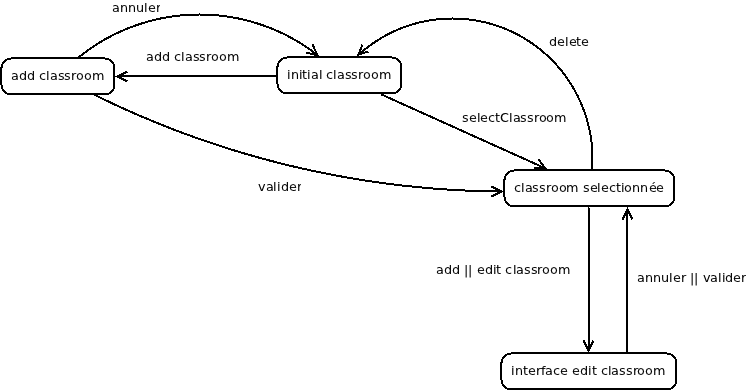 annuler
delete
add classroom
add classroom
initial classroom
selectClassroom
valider
classroom selectionnée
add || edit classroom
annuler || valider
interface edit classroom